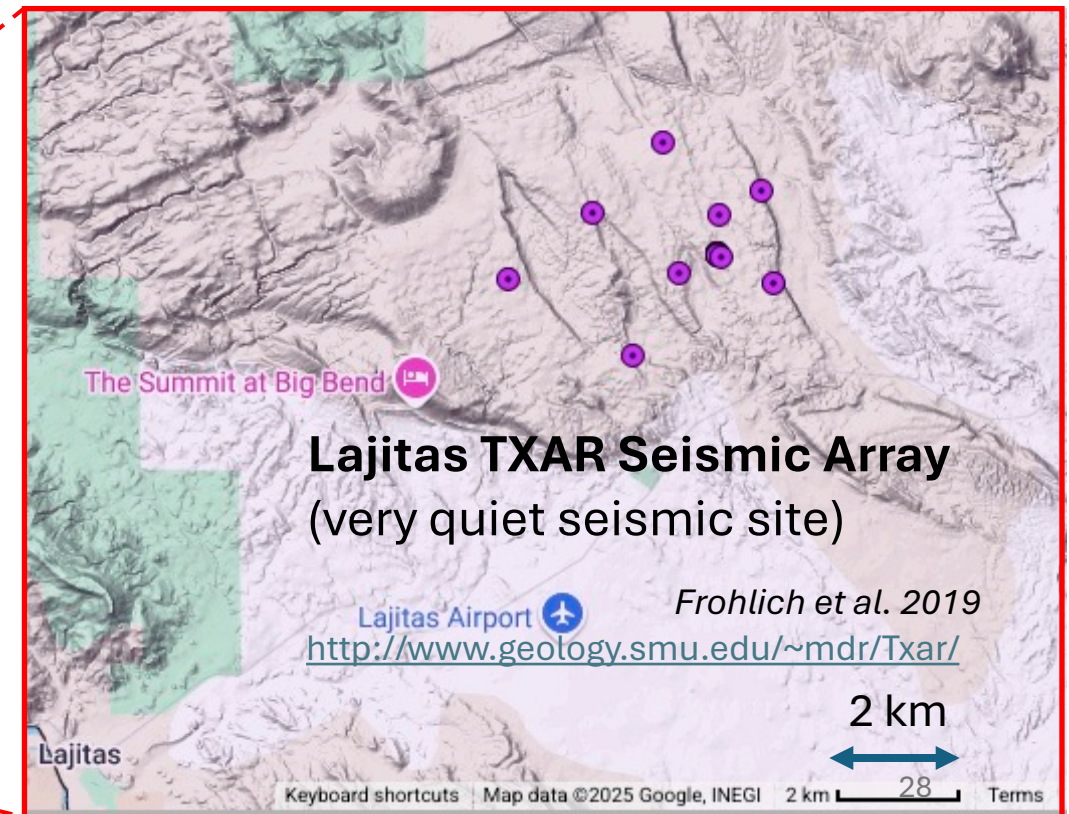 The Summit at Big Bend
Lajitas TXAR Seismic Array
(very quiet seismic site)
Frohlich et al. 2019
Lajitas Airport
http://www.geology.smu.edu/~mdr/Txar/
2 km
Lajitas
28
Keyboard shortcuts Map data ©2025 Google, INEGI 2 km Terms